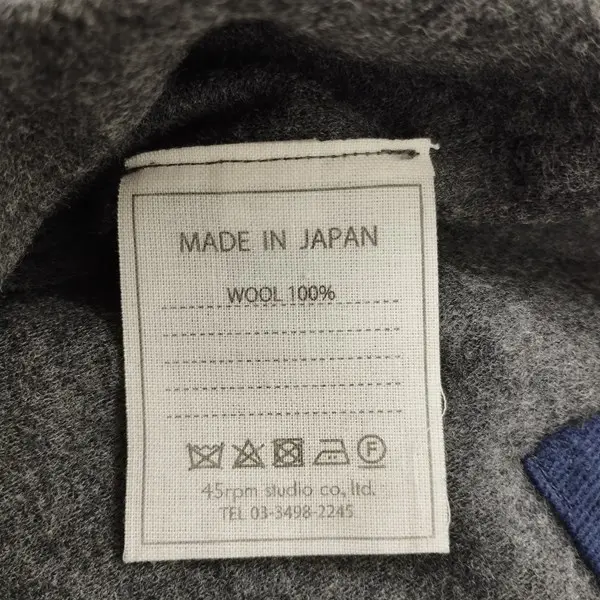 MADE IN JAPAN
WOOL 100%
F
45rpm studio co., ltd.
TEL 03-3498-2245